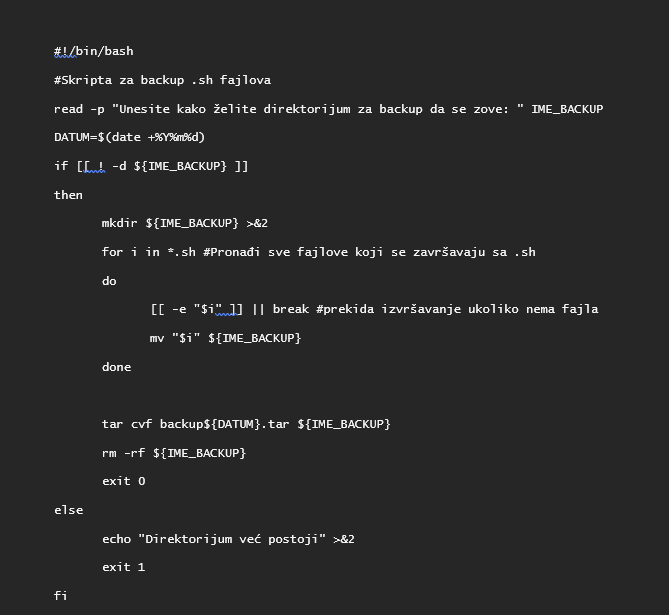 #!/bin/bash
#Skripta za backup .sh fajlova
read -p "Unesite kako želite direktorijum za backup da se zove: " IME_BACKUP
DATUM=$(date +%Y%m%d)
if [[ ! -d ${IME_BACKUP} ]]
then
mkdir ${IME_BACKUP} >&2
for i in *.sh #Pronađi sve fajlove koji se završavaju sa .sh
do
[[ -e "$i" ]] || break #prekida izvršavanje ukoliko nema fajla
mv "$i" ${IME_BACKUP}
done
tar cvf backup${DATUM}.tar ${IME_BACKUP}
rm -rf ${IME_BACKUP}
exit 0
else
echo "Direktorijum već postoji" >&2
exit 1
fi